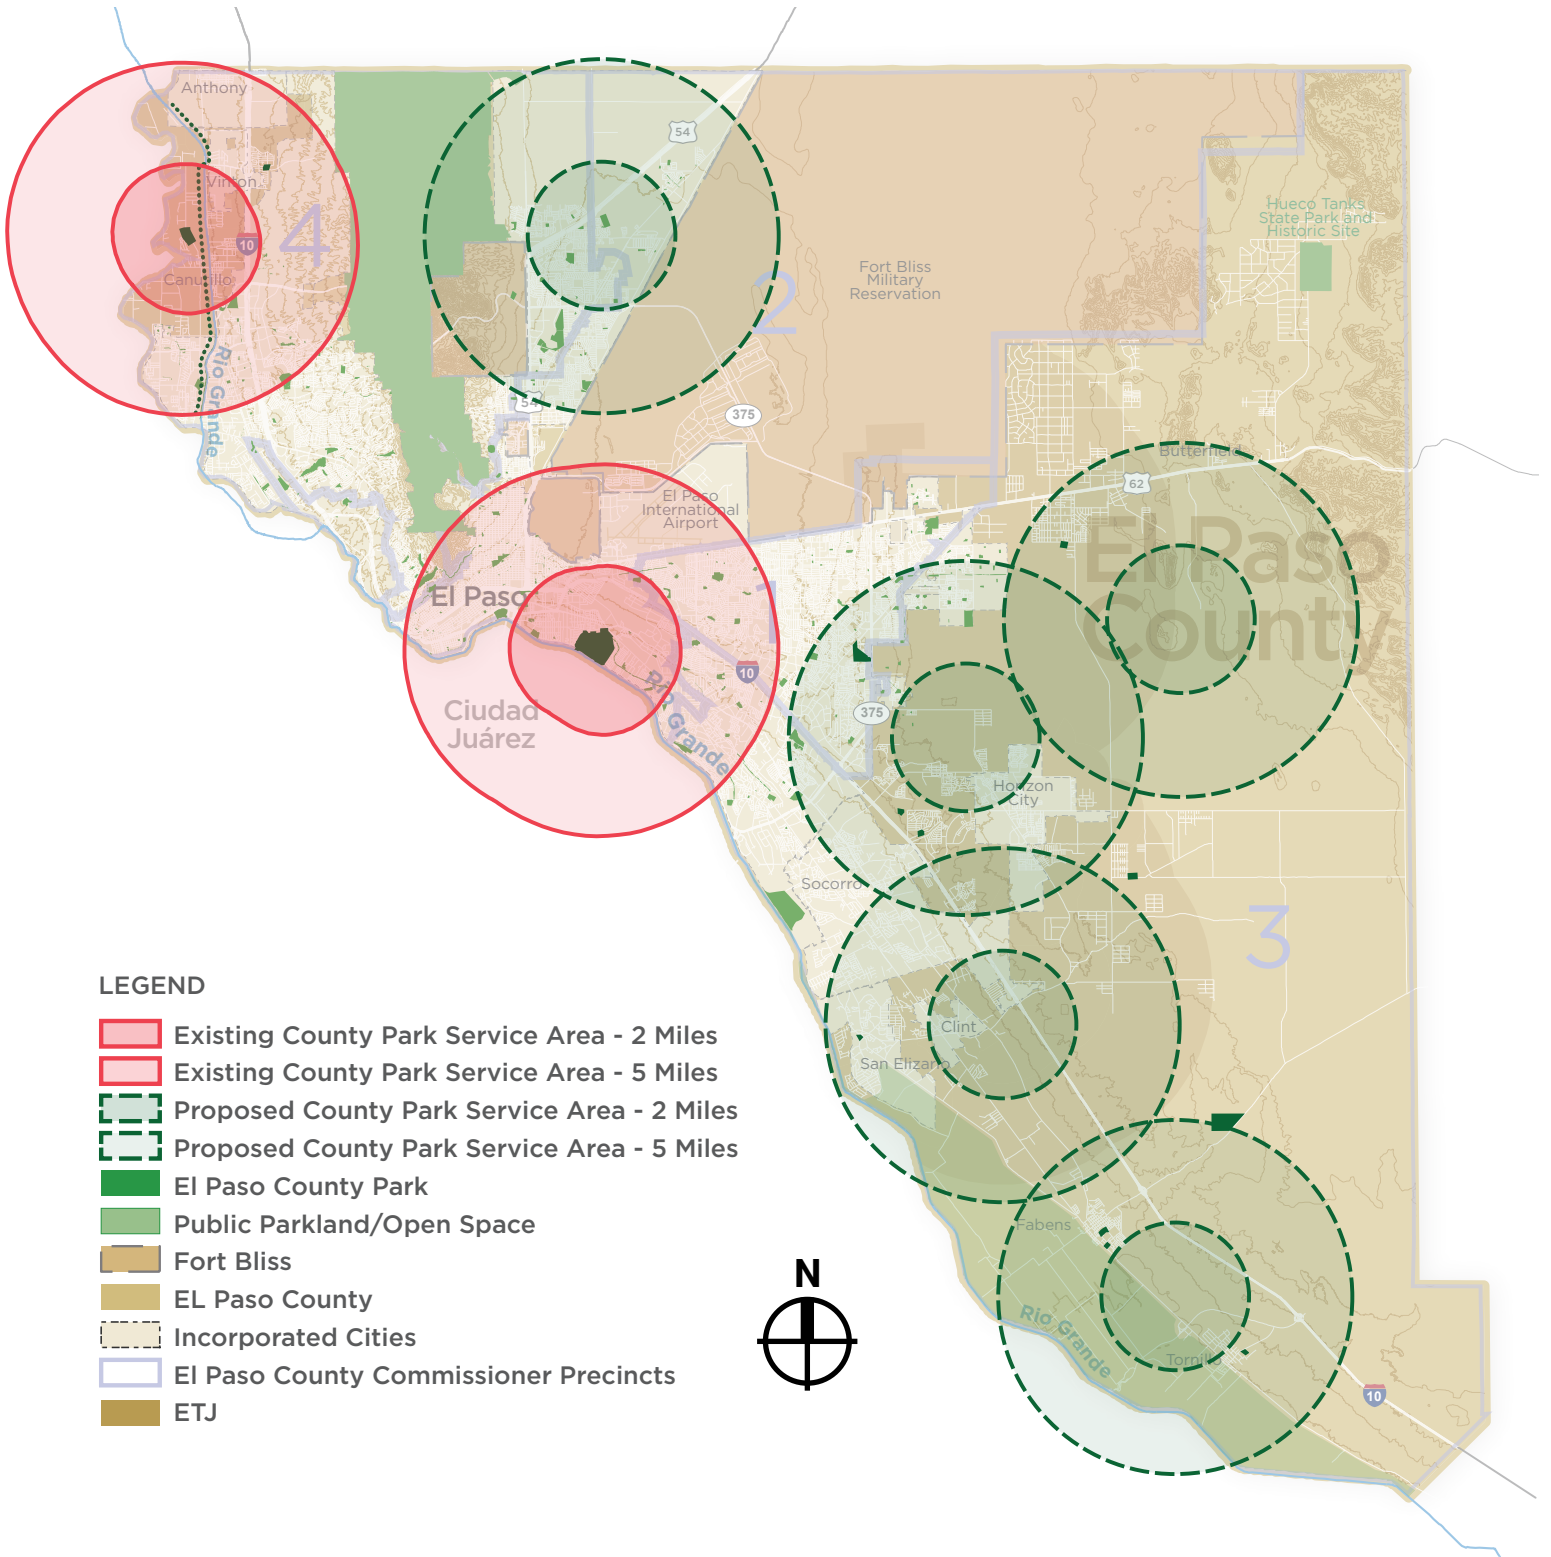 Anthony
54
Vinton
4
10
Canutillo
Hueco Tanks
State Park and
Historic Site
Fort Bliss
Military
Reservation
2
Rio Grande
54
375
Butterfield
62
El Paso
International
Airport
El Paso
County
El Paso
1
10
Rio Grande
Ciudad
Juárez
375
Horizon
City
Socorro
3
Clint
San Elizario
Fabens
Rio Grande
Tornillo
10
LEGEND
Existing County Park Service Area - 2 Miles
Existing County Park Service Area - 5 Miles
Proposed County Park Service Area - 2 Miles
Proposed County Park Service Area - 5 Miles
El Paso County Park
Public Parkland/Open Space
Fort Bliss
EL Paso County
Incorporated Cities
El Paso County Commissioner Precincts
ETJ
N